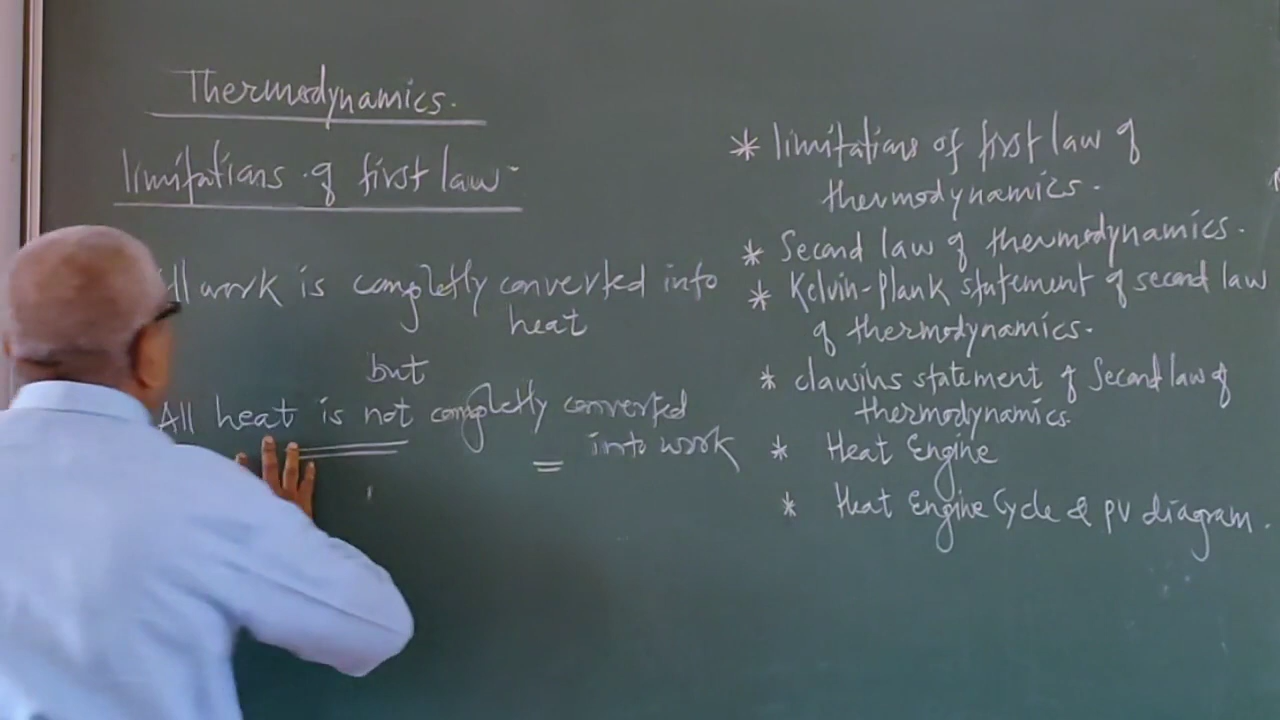 Thermodynamics.
limitations of first law
All work is completly converted into
heat
but
All heat is not completly converted
into work
* limitations of first law of
thermodynamics.
* Second law of thermodynamics.
* Kelvin-Plank statement of second law
of thermodynamics.
* clausius statement of Second law of
thermodynamics.
* Heat Engine
* Heat Engine Cycle & PV diagram.